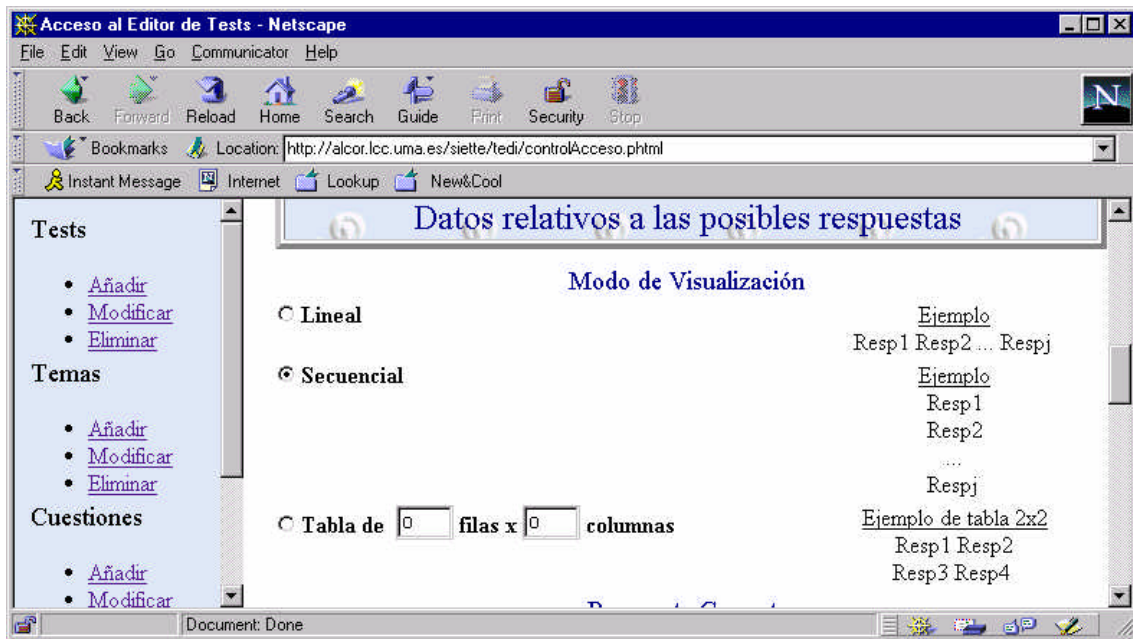 Acceso al Editor de Tests - Netscape
File Edit View Go Communicator Help
Back Forward Reload Home Search Guide Print Security Stop
N
Bookmarks Location: http://alcor.lcc.uma.es/siette/tedi/controlAcceso.phtml
Instant Message Internet Lookup New&Cool
Tests
Añadir
Modificar
Eliminar
Temas
Añadir
Modificar
Eliminar
Cuestiones
Añadir
Modificar
Datos relativos a las posibles respuestas
Modo de Visualización
Lineal
Ejemplo
Resp1 Resp2 ... Respj
Secuencial
Ejemplo
Resp1
Resp2
...
Respj
Tabla de 0 filas x 0 columnas
Ejemplo de tabla 2x2
Resp1 Resp2
Resp3 Resp4
Document: Done